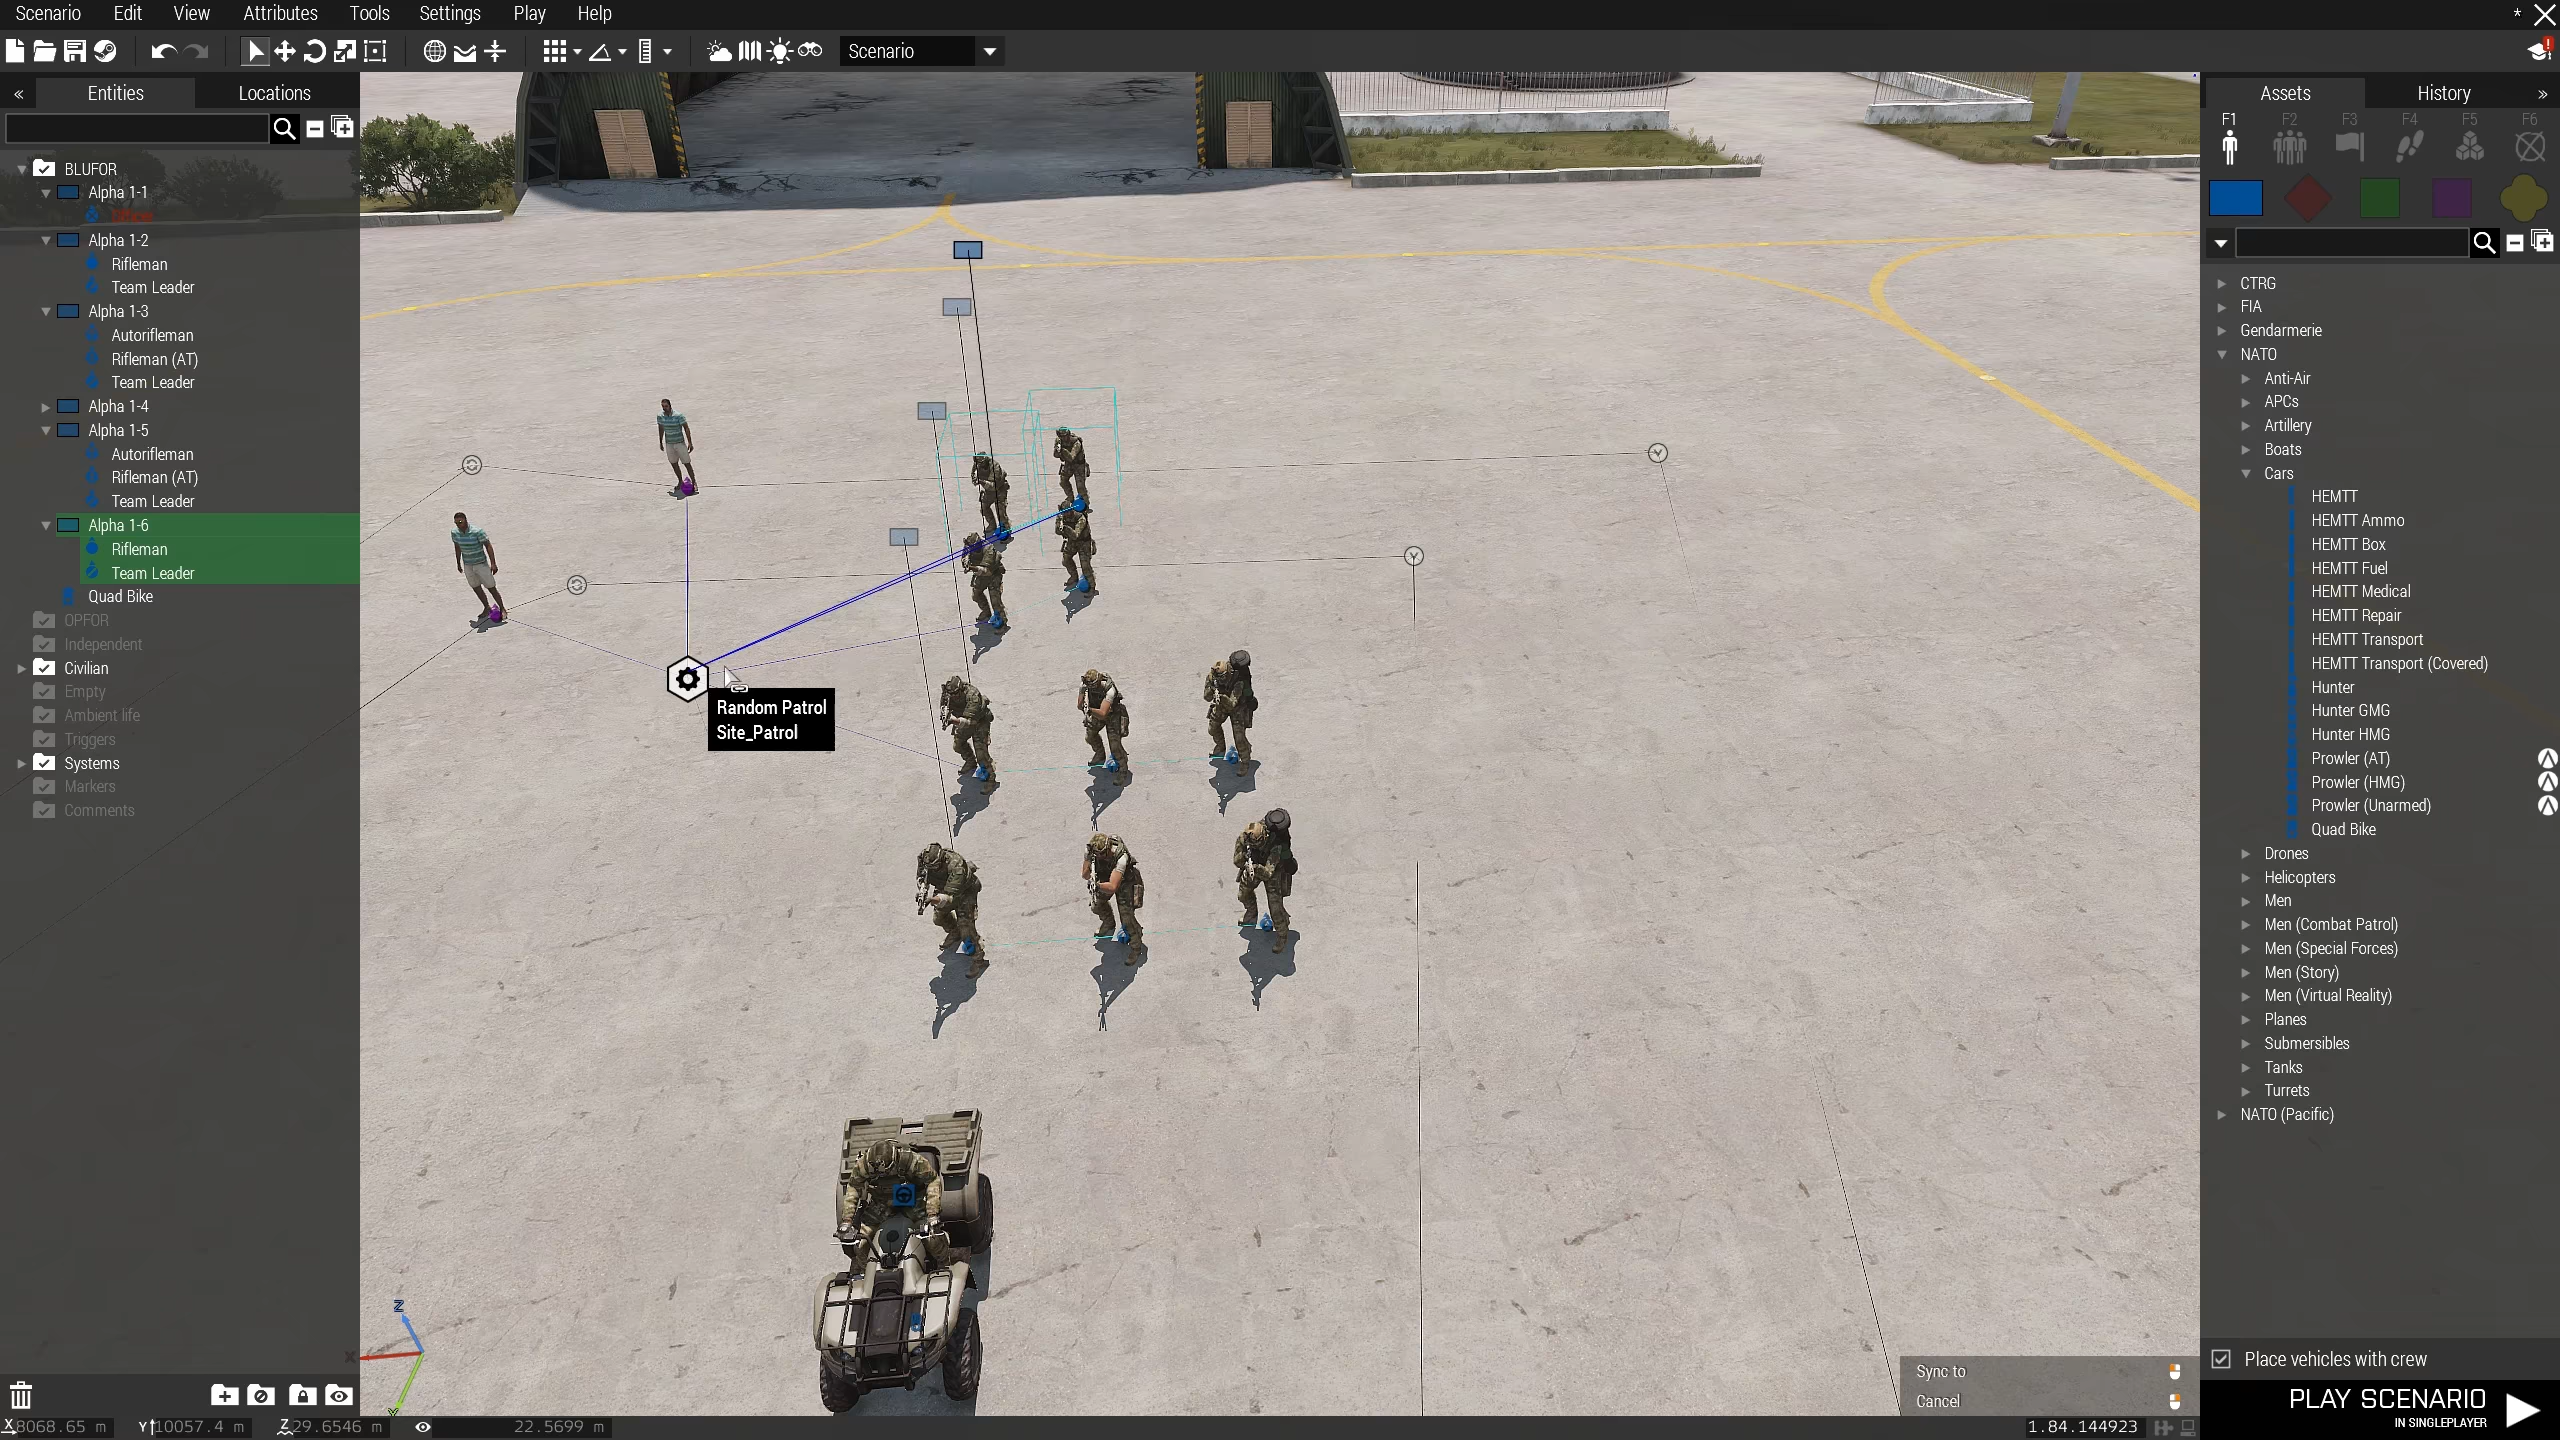 Scenario Edit View Attributes Tools Settings Play Help *
Scenario
« Entities Locations
BLUFOR
Alpha 1-1
Officer
Alpha 1-2
Rifleman
Team Leader
Alpha 1-3
Autorifleman
Rifleman (AT)
Team Leader
Alpha 1-4
Alpha 1-5
Autorifleman
Rifleman (AT)
Team Leader
Alpha 1-6
Rifleman
Team Leader
Quad Bike
OPFOR
Independent
Civilian
Empty
Ambient life
Triggers
Systems
Markers
Comments
Random Patrol
Site_Patrol
Z
X
Y
Sync to
Cancel
Assets History »
F1 F2 F3 F4 F5 F6
CTRG
FIA
Gendarmerie
NATO
Anti-Air
APCs
Artillery
Boats
Cars
HEMTT
HEMTT Ammo
HEMTT Box
HEMTT Fuel
HEMTT Medical
HEMTT Repair
HEMTT Transport
HEMTT Transport (Covered)
Hunter
Hunter GMG
Hunter HMG
Prowler (AT)
Prowler (HMG)
Prowler (Unarmed)
Quad Bike
Drones
Helicopters
Men
Men (Combat Patrol)
Men (Special Forces)
Men (Story)
Men (Virtual Reality)
Planes
Submersibles
Tanks
Turrets
NATO (Pacific)
Place vehicles with crew
PLAY SCENARIO
IN SINGLEPLAYER
X 8068.65 m Y 10057.4 m Z 29.6546 m 22.5699 m 1.84.144923